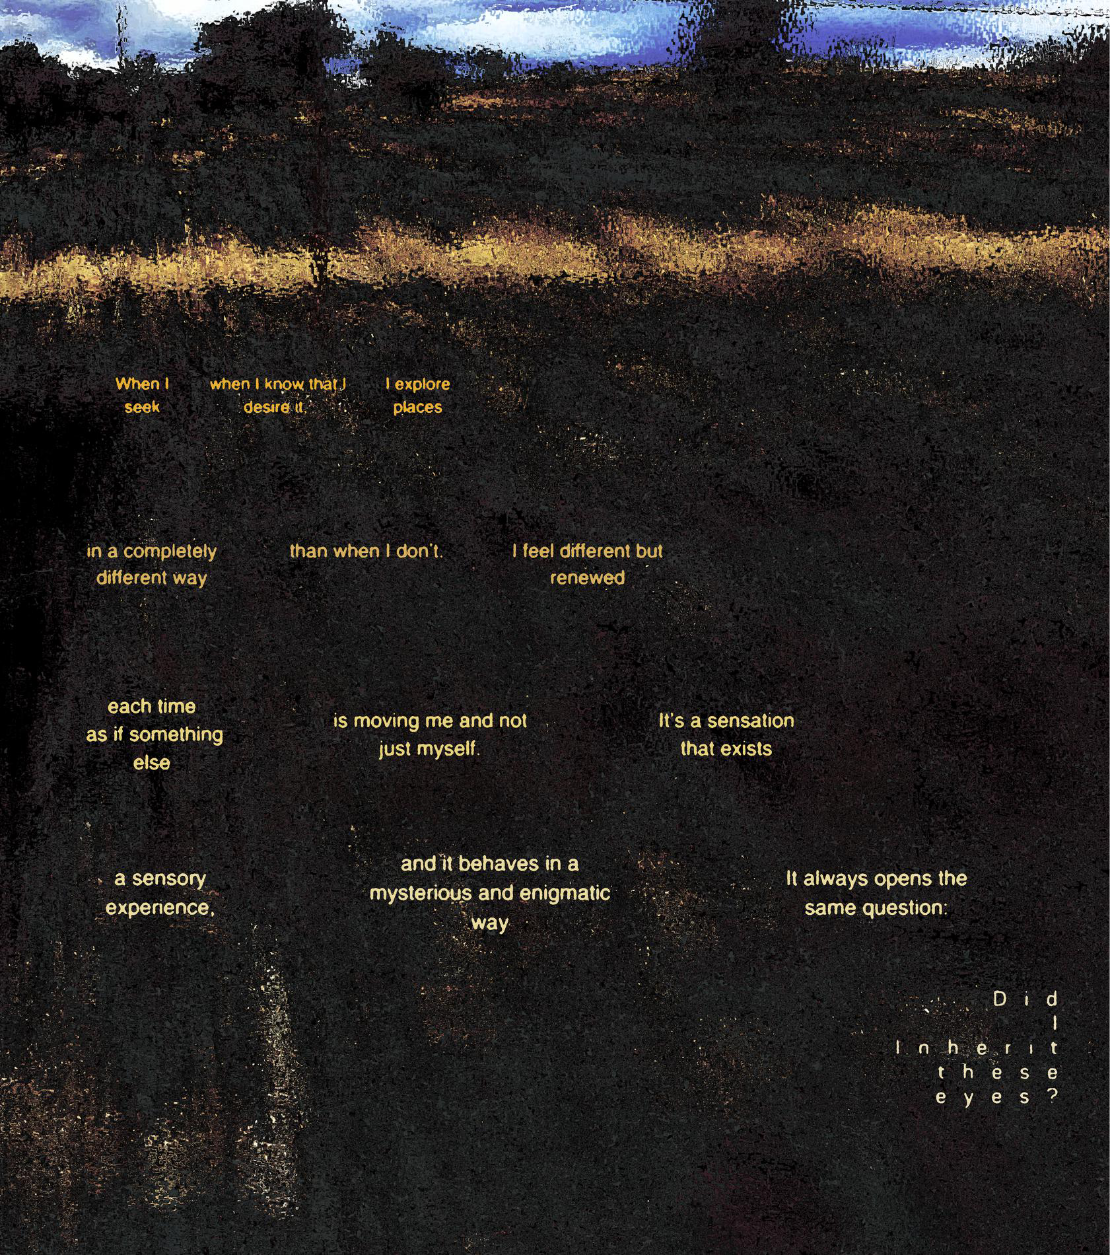 When I
seek
when I know that I
desire it,
I explore
places
in a completely
different way
than when I don't.
I feel different but
renewed
each time
as if something
else
is moving me and not
just myself.
It's a sensation
that exists
a sensory
experience,
and it behaves in a
mysterious and enigmatic
way
It always opens the
same question:
D i d
I
I n h e r i t
t h e s e
e y e s ?